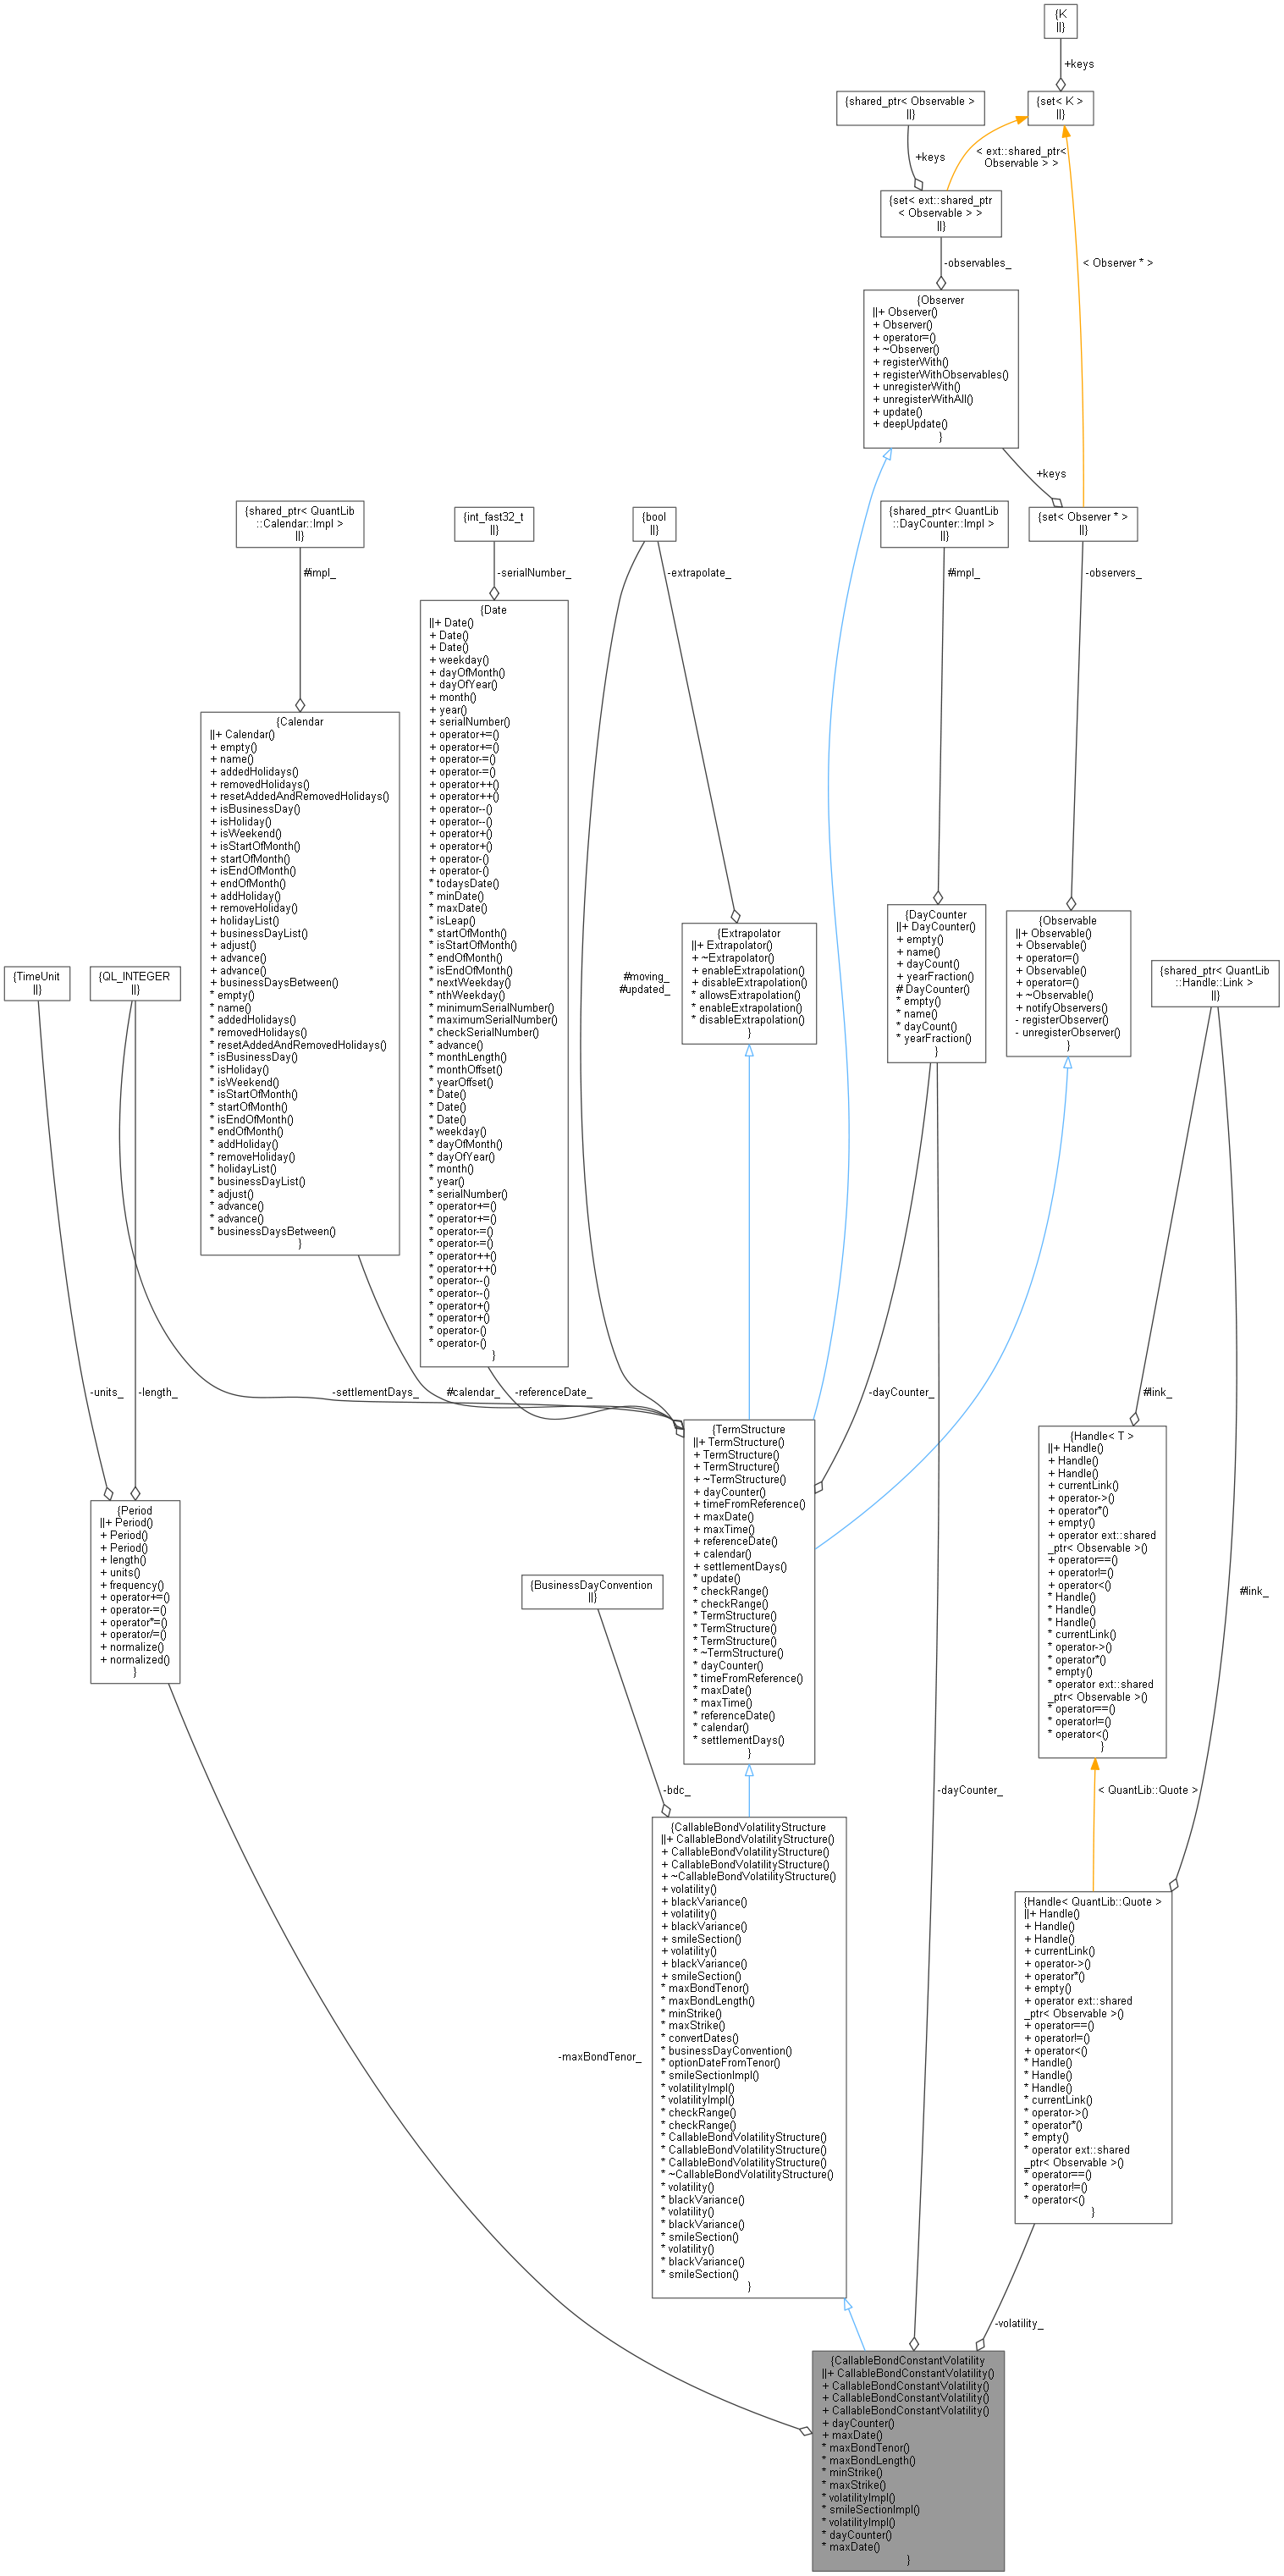 {K
||}
+keys
{shared_ptr< Observable >
||}
{set< K >
||}
+keys
< ext::shared_ptr<
Observable > >
{set< ext::shared_ptr
< Observable > >
||}
-observables_
< Observer * >
{Observer
||+ Observer()
+ Observer()
+ operator=()
+ ~Observer()
+ registerWith()
+ registerWithObservables()
+ unregisterWith()
+ unregisterWithAll()
+ update()
+ deepUpdate()
}
+keys
{shared_ptr< QuantLib
::Calendar::Impl >
||}
{int_fast32_t
||}
{bool
||}
{shared_ptr< QuantLib
::DayCounter::Impl >
||}
{set< Observer * >
||}
#impl_
-serialNumber_
-extrapolate_
#impl_
-observers_
{Calendar
||+ Calendar()
+ empty()
+ name()
+ addedHolidays()
+ removedHolidays()
+ resetAddedAndRemovedHolidays()
+ isBusinessDay()
+ isHoliday()
+ isWeekend()
+ isStartOfMonth()
+ startOfMonth()
+ isEndOfMonth()
+ endOfMonth()
+ addHoliday()
+ removeHoliday()
+ holidayList()
+ businessDayList()
+ adjust()
+ advance()
+ advance()
+ businessDaysBetween()
* empty()
* name()
* addedHolidays()
* removedHolidays()
* resetAddedAndRemovedHolidays()
* isBusinessDay()
* isHoliday()
* isWeekend()
* isStartOfMonth()
* startOfMonth()
* isEndOfMonth()
* endOfMonth()
* addHoliday()
* removeHoliday()
* holidayList()
* businessDayList()
* adjust()
* advance()
* advance()
* businessDaysBetween()
}
{Date
||+ Date()
+ Date()
+ Date()
+ weekday()
+ dayOfMonth()
+ dayOfYear()
+ month()
+ year()
+ serialNumber()
+ operator+=()
+ operator+=()
+ operator-=()
+ operator-=()
+ operator++()
+ operator++()
+ operator--()
+ operator--()
+ operator+()
+ operator+()
+ operator-()
+ operator-()
* todaysDate()
* minDate()
* maxDate()
* isLeap()
* startOfMonth()
* isStartOfMonth()
* endOfMonth()
* isEndOfMonth()
* nextWeekday()
* nthWeekday()
* minimumSerialNumber()
* maximumSerialNumber()
* checkSerialNumber()
* advance()
* monthLength()
* monthOffset()
* yearOffset()
* Date()
* Date()
* Date()
* weekday()
* dayOfMonth()
* dayOfYear()
* month()
* year()
* serialNumber()
* operator+=()
* operator+=()
* operator-=()
* operator-=()
* operator++()
* operator++()
* operator--()
* operator--()
* operator+()
* operator+()
* operator-()
* operator-()
}
#moving_
#updated_
{Extrapolator
||+ Extrapolator()
+ ~Extrapolator()
+ enableExtrapolation()
+ disableExtrapolation()
* allowsExtrapolation()
* enableExtrapolation()
* disableExtrapolation()
}
{DayCounter
||+ DayCounter()
+ empty()
+ name()
+ dayCount()
+ yearFraction()
# DayCounter()
* empty()
* name()
* dayCount()
* yearFraction()
}
{Observable
||+ Observable()
+ Observable()
+ operator=()
+ Observable()
+ operator=()
+ ~Observable()
+ notifyObservers()
- registerObserver()
- unregisterObserver()
}
{TimeUnit
||}
{QL_INTEGER
||}
{shared_ptr< QuantLib
::Handle::Link >
||}
-units_
-length_
-settlementDays_
#calendar_
-referenceDate_
-dayCounter_
#link_
#link_
{Period
||+ Period()
+ Period()
+ Period()
+ length()
+ units()
+ frequency()
+ operator+=()
+ operator-=()
+ operator*=()
+ operator/=()
+ normalize()
+ normalized()
}
{TermStructure
||+ TermStructure()
+ TermStructure()
+ TermStructure()
+ ~TermStructure()
+ dayCounter()
+ timeFromReference()
+ maxDate()
+ maxTime()
+ referenceDate()
+ calendar()
+ settlementDays()
* update()
* checkRange()
* checkRange()
* TermStructure()
* TermStructure()
* TermStructure()
* ~TermStructure()
* dayCounter()
* timeFromReference()
* maxDate()
* maxTime()
* referenceDate()
* calendar()
* settlementDays()
}
{Handle< T >
||+ Handle()
+ Handle()
+ Handle()
+ currentLink()
+ operator->()
+ operator*()
+ empty()
+ operator ext::shared
_ptr< Observable >()
+ operator==()
+ operator!=()
+ operator<()
* Handle()
* Handle()
* Handle()
* currentLink()
* operator->()
* operator*()
* empty()
* operator ext::shared
_ptr< Observable >()
* operator==()
* operator!=()
* operator<()
}
{BusinessDayConvention
||}
-bdc_
-dayCounter_
< QuantLib::Quote >
{CallableBondVolatilityStructure
||+ CallableBondVolatilityStructure()
+ CallableBondVolatilityStructure()
+ CallableBondVolatilityStructure()
+ ~CallableBondVolatilityStructure()
+ volatility()
+ blackVariance()
+ volatility()
+ blackVariance()
+ smileSection()
+ volatility()
+ blackVariance()
+ smileSection()
* maxBondTenor()
* maxBondLength()
* minStrike()
* maxStrike()
* convertDates()
* businessDayConvention()
* optionDateFromTenor()
* smileSectionImpl()
* volatilityImpl()
* volatilityImpl()
* checkRange()
* checkRange()
* CallableBondVolatilityStructure()
* CallableBondVolatilityStructure()
* CallableBondVolatilityStructure()
* ~CallableBondVolatilityStructure()
* volatility()
* blackVariance()
* volatility()
* blackVariance()
* smileSection()
* volatility()
* blackVariance()
* smileSection()
}
{Handle< QuantLib::Quote >
||+ Handle()
+ Handle()
+ Handle()
+ currentLink()
+ operator->()
+ operator*()
+ empty()
+ operator ext::shared
_ptr< Observable >()
+ operator==()
+ operator!=()
+ operator<()
* Handle()
* Handle()
* Handle()
* currentLink()
* operator->()
* operator*()
* empty()
* operator ext::shared
_ptr< Observable >()
* operator==()
* operator!=()
* operator<()
}
-maxBondTenor_
-volatility_
{CallableBondConstantVolatility
||+ CallableBondConstantVolatility()
+ CallableBondConstantVolatility()
+ CallableBondConstantVolatility()
+ CallableBondConstantVolatility()
+ dayCounter()
+ maxDate()
* maxBondTenor()
* maxBondLength()
* minStrike()
* maxStrike()
* volatilityImpl()
* smileSectionImpl()
* volatilityImpl()
* dayCounter()
* maxDate()
}